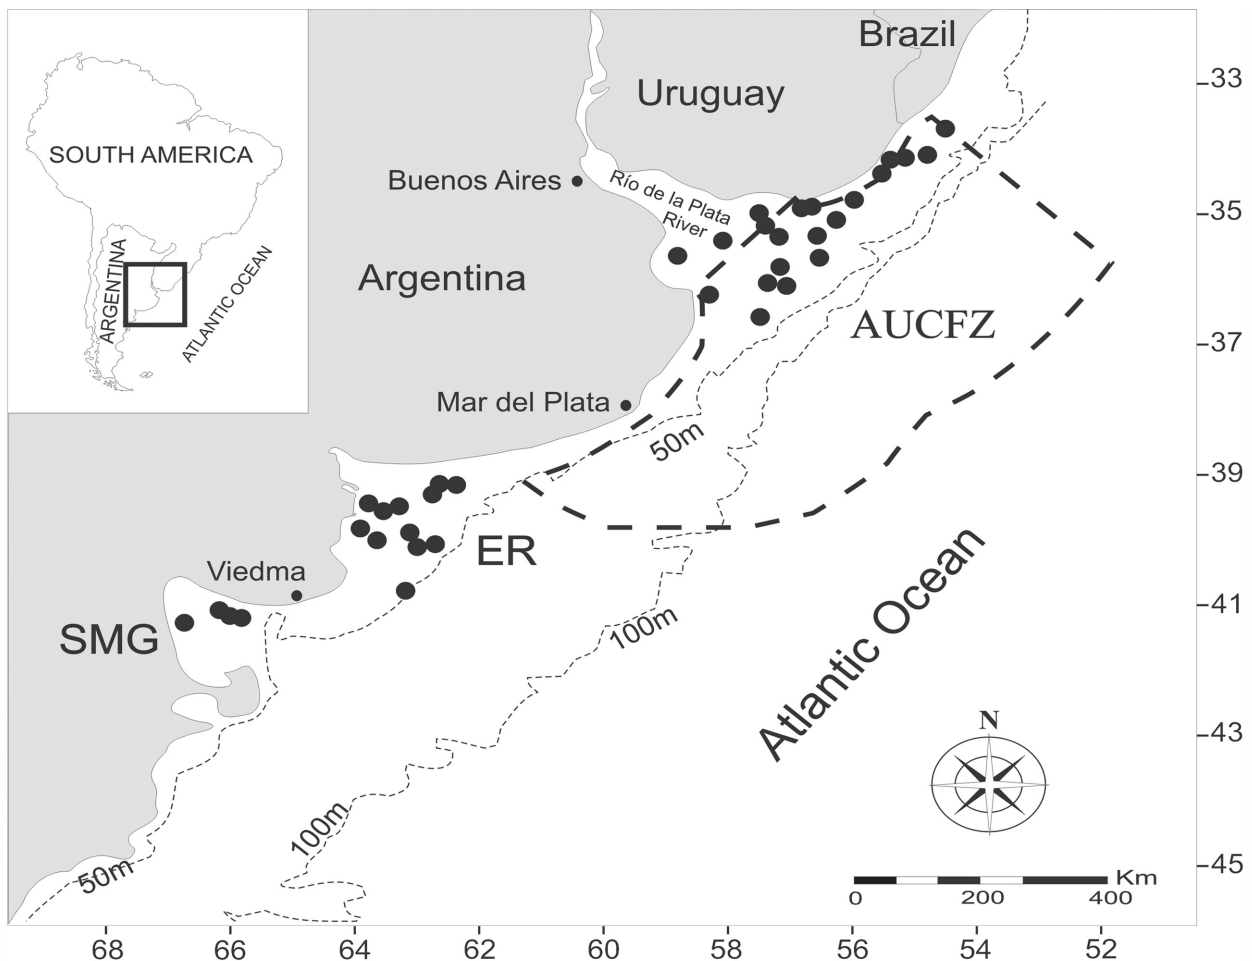 Brazil
Uruguay
SOUTH AMERICA
ARGENTINA
ATLANTIC OCEAN
Buenos Aires
Río de la Plata
River
Argentina
AUCFZ
Mar del Plata
50m
ER
Viedma
SMG
100m
Atlantic Ocean
N
100m
50m
Km
0 200 400
33
35
37
39
41
43
45
68 66 64 62 60 58 56 54 52